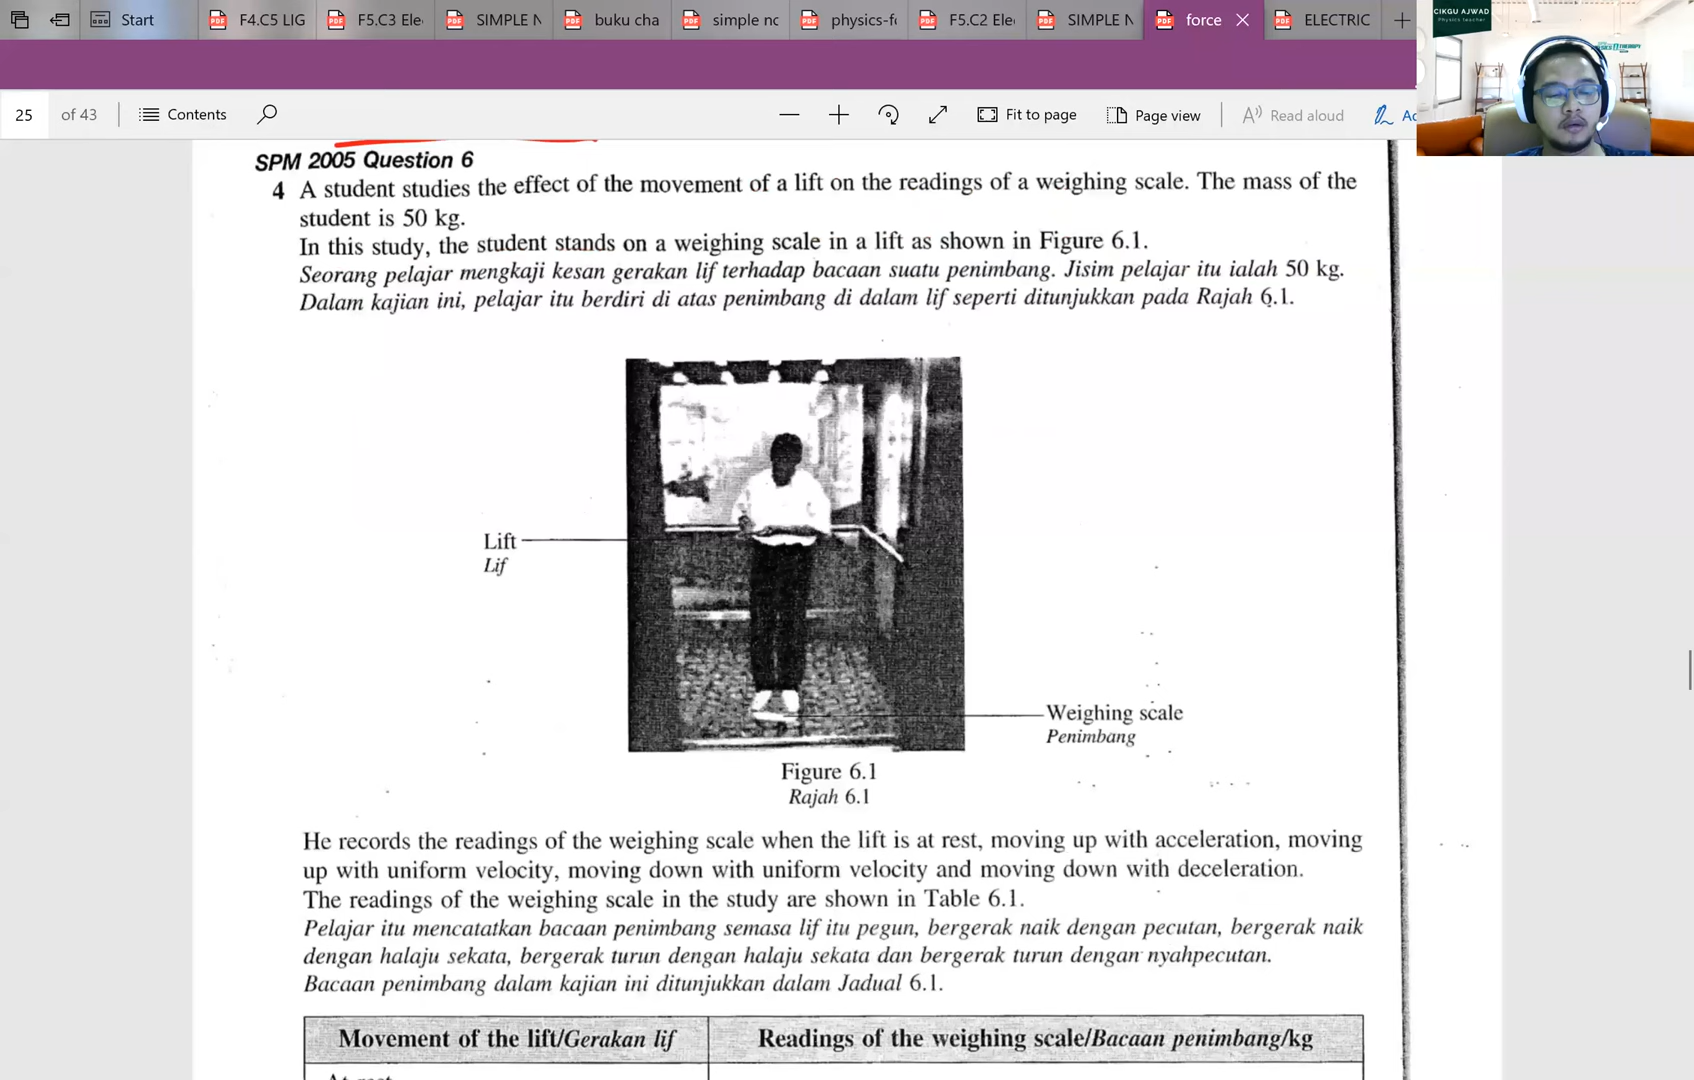 Start
F4.C5 LIG
F5.C3 Ele
SIMPLE N
buku cha
simple nc
physics-f
F5.C2 Ele
SIMPLE N
force
ELECTRIC
CIKGU AJWAD
Physics teacher
25 of 43
Contents
Fit to page
Page view
Read aloud
SPM 2005 Question 6
4 A student studies the effect of the movement of a lift on the readings of a weighing scale. The mass of the
student is 50 kg.
In this study, the student stands on a weighing scale in a lift as shown in Figure 6.1.
Seorang pelajar mengkaji kesan gerakan lif terhadap bacaan suatu penimbang. Jisim pelajar itu ialah 50 kg.
Dalam kajian ini, pelajar itu berdiri di atas penimbang di dalam lif seperti ditunjukkan pada Rajah 6.1.
Lift
Lif
Weighing scale
Penimbang
Figure 6.1
Rajah 6.1
He records the readings of the weighing scale when the lift is at rest, moving up with acceleration, moving
up with uniform velocity, moving down with uniform velocity and moving down with deceleration.
The readings of the weighing scale in the study are shown in Table 6.1.
Pelajar itu mencatatkan bacaan penimbang semasa lif itu pegun, bergerak naik dengan pecutan, bergerak naik
dengan halaju sekata, bergerak turun dengan halaju sekata dan bergerak turun dengan nyahpecutan.
Bacaan penimbang dalam kajian ini ditunjukkan dalam Jadual 6.1.
Movement of the lift/Gerakan lif
Readings of the weighing scale/Bacaan penimbang/kg
At rest